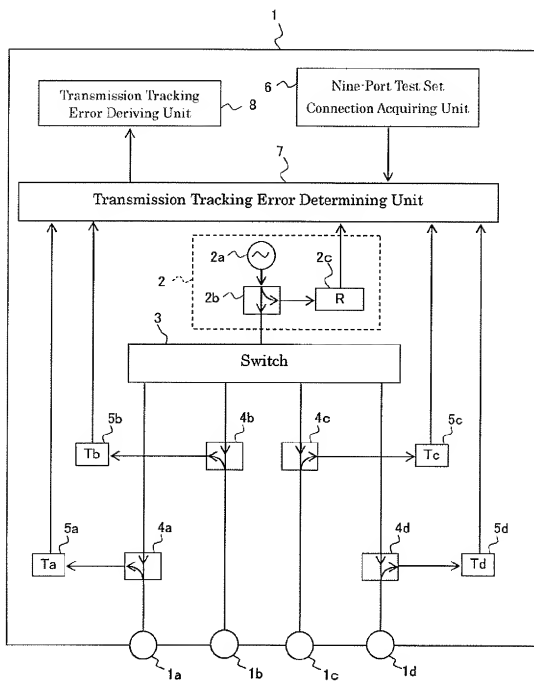 1
6
Transmission Tracking
Error Deriving Unit
8
Nine-Port Test Set
Connection Acquiring Unit
7
Transmission Tracking Error Determining Unit
2a
2c
2
2b
R
3
Switch
5b
4b
4c
5c
Tb
Tc
5a
4a
4d
5d
Ta
Td
1a
1b
1c
1d